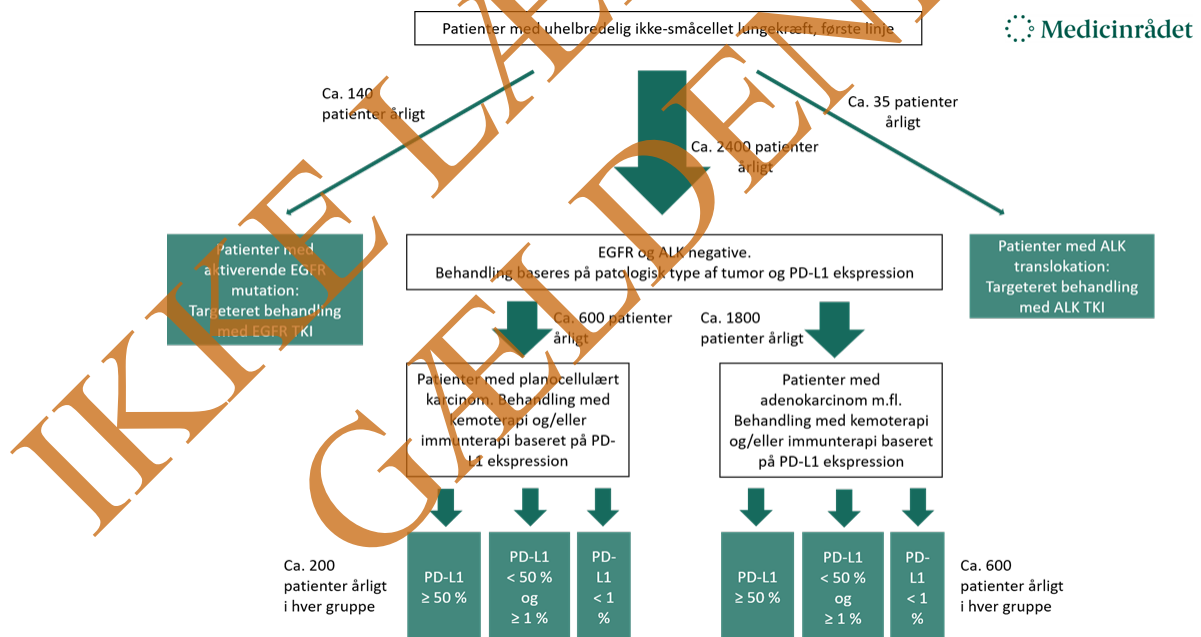 Patienter med uhelbredelig ikke-småcellet lungekræft, første linje
Medicinrådet
Ca. 140
patienter årligt
Ca. 2400 patienter
årligt
Ca. 35 patienter
årligt
Patienter med
aktiverende EGFR
mutation:
Targeteret behandling
med EGFR TKI
EGFR og ALK negative.
Behandling baseres på patologisk type af tumor og PD-L1 ekspression
Patienter med ALK
translokation:
Targeteret behandling
med ALK TKI
Ca. 600 patienter
årligt
Ca. 1800
patienter årligt
Patienter med planocellulært
karcinom. Behandling med
kemoterapi og/eller
immunterapi baseret på PD-
L1 ekspression
Patienter med
adenokarcinom m.fl.
Behandling med kemoterapi
og/eller immunterapi baseret
på PD-L1 ekspression
Ca. 200
patienter årligt
i hver gruppe
PD-L1
≥ 50 %
PD-L1
< 50 %
og
≥ 1 %
PD-
L1
< 1
%
PD-L1
≥ 50 %
PD-L1
< 50 %
og
≥ 1 %
PD-
L1
< 1
%
Ca. 600
patienter årligt
i hver gruppe
IKKE LÆ
GÆLDEN